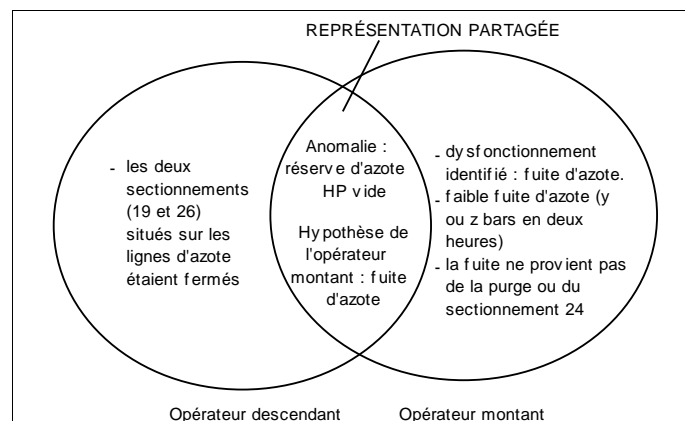 REPRÉSENTATION PARTAGÉE
- les deux
sectionnements
(19 et 26)
situés sur les
lignes d'azote
étaient fermés
Anomalie :
réserve d'azote
HP vide
Hypothèse de
l'opérateur
montant : fuite
d'azote
- dysfonctionnement
identifié : fuite d'azote.
- faible fuite d'azote (y
ou z bars en deux
heures)
- la fuite ne provient pas
de la purge ou du
sectionnement 24
Opérateur descendant
Opérateur montant